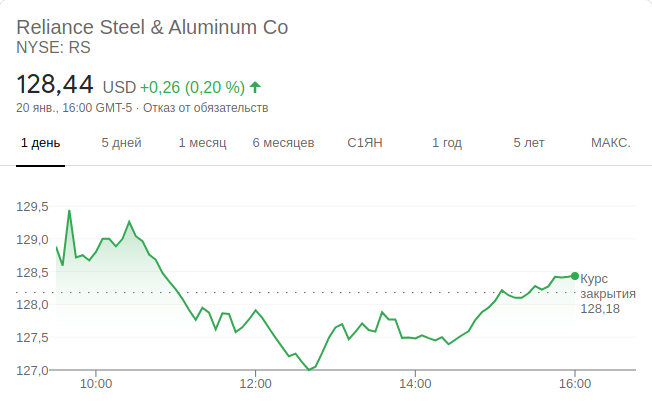 Reliance Steel & Aluminum Co
NYSE: RS
128,44 USD +0,26 (0,20 %)
20 янв., 16:00 GMT-5 · Отказ от обязательств
1 день 5 дней 1 месяц 6 месяцев С1ЯН 1 год 5 лет МАКС.
129,5
129,0
128,5
128,0
127,5
127,0
Курс
закрытия
128,18
10:00 12:00 14:00 16:00